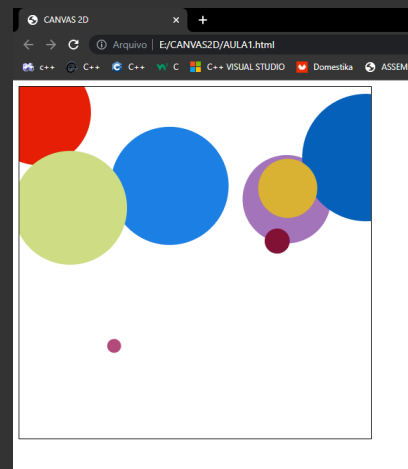 CANVAS 2D
Arquivo E:/CANVAS2D/AULA1.html
c++ C++ C++ C C++ VISUAL STUDIO Domestika ASSEM